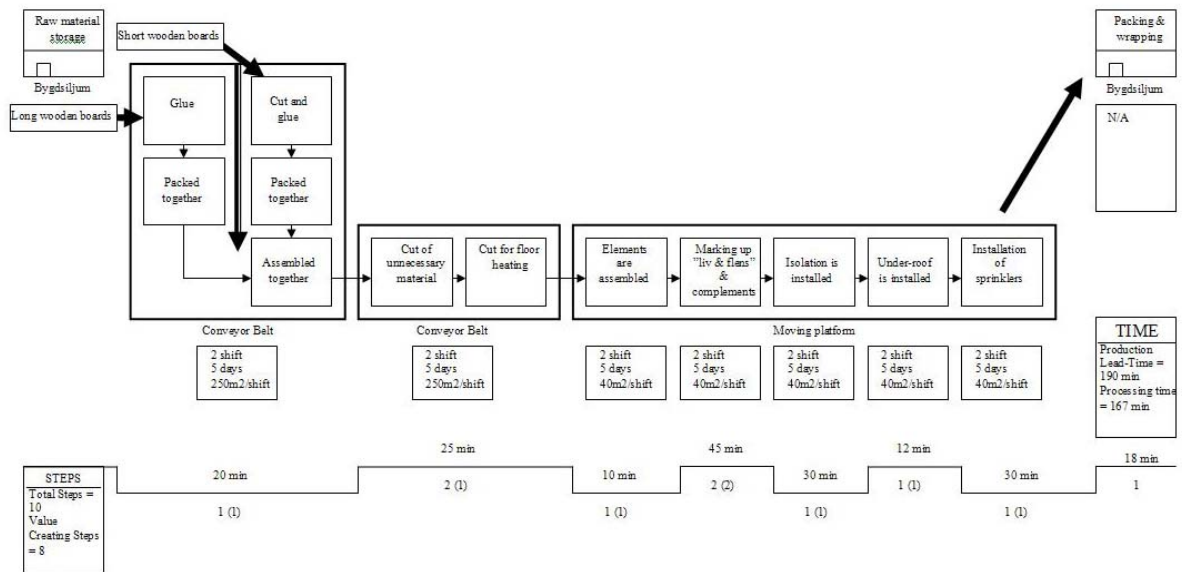 Raw material
storage
Bygdsiljum
Short wooden boards
Long wooden boards
Glue
Packed
together
Cut and
glue
Packed
together
Assembled
together
Conveyor Belt
Cut of
unnecessary
material
Cut for floor
heating
Conveyor Belt
Elements
are
assembled
Marking up
"liv & flens"
&
complements
Isolation is
installed
Under-roof
is installed
Installation
of
sprinklers
Moving platform
Packing &
wrapping
Bygdsiljum
N/A
2 shift
5 days
250m2/shift
2 shift
5 days
250m2/shift
2 shift
5 days
40m2/shift
2 shift
5 days
40m2/shift
2 shift
5 days
40m2/shift
2 shift
5 days
40m2/shift
2 shift
5 days
40m2/shift
TIME
Production
Lead-Time =
190 min
Processing time
= 167 min
STEPS
Total Steps =
10
Value
Creating Steps
= 8
20 min
1 (1)
25 min
2 (1)
10 min
1 (1)
45 min
2 (2)
30 min
1 (1)
12 min
1 (1)
30 min
1 (1)
18 min
1